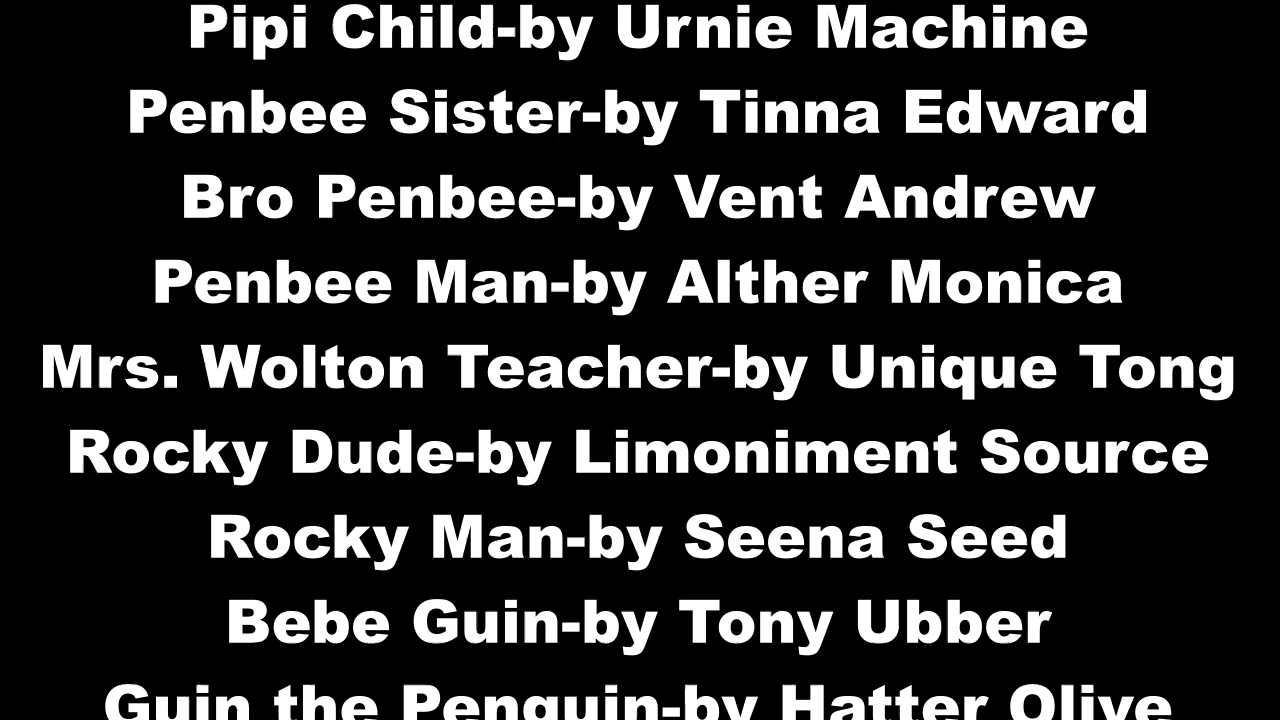 Pipi Child-by Urnie Machine
Penbee Sister-by Tinna Edward
Bro Penbee-by Vent Andrew
Penbee Man-by Alther Monica
Mrs. Wolton Teacher-by Unique Tong
Rocky Dude-by Limoniment Source
Rocky Man-by Seena Seed
Bebe Guin-by Tony Ubber
Guin the Penguin-by Hatter Olive